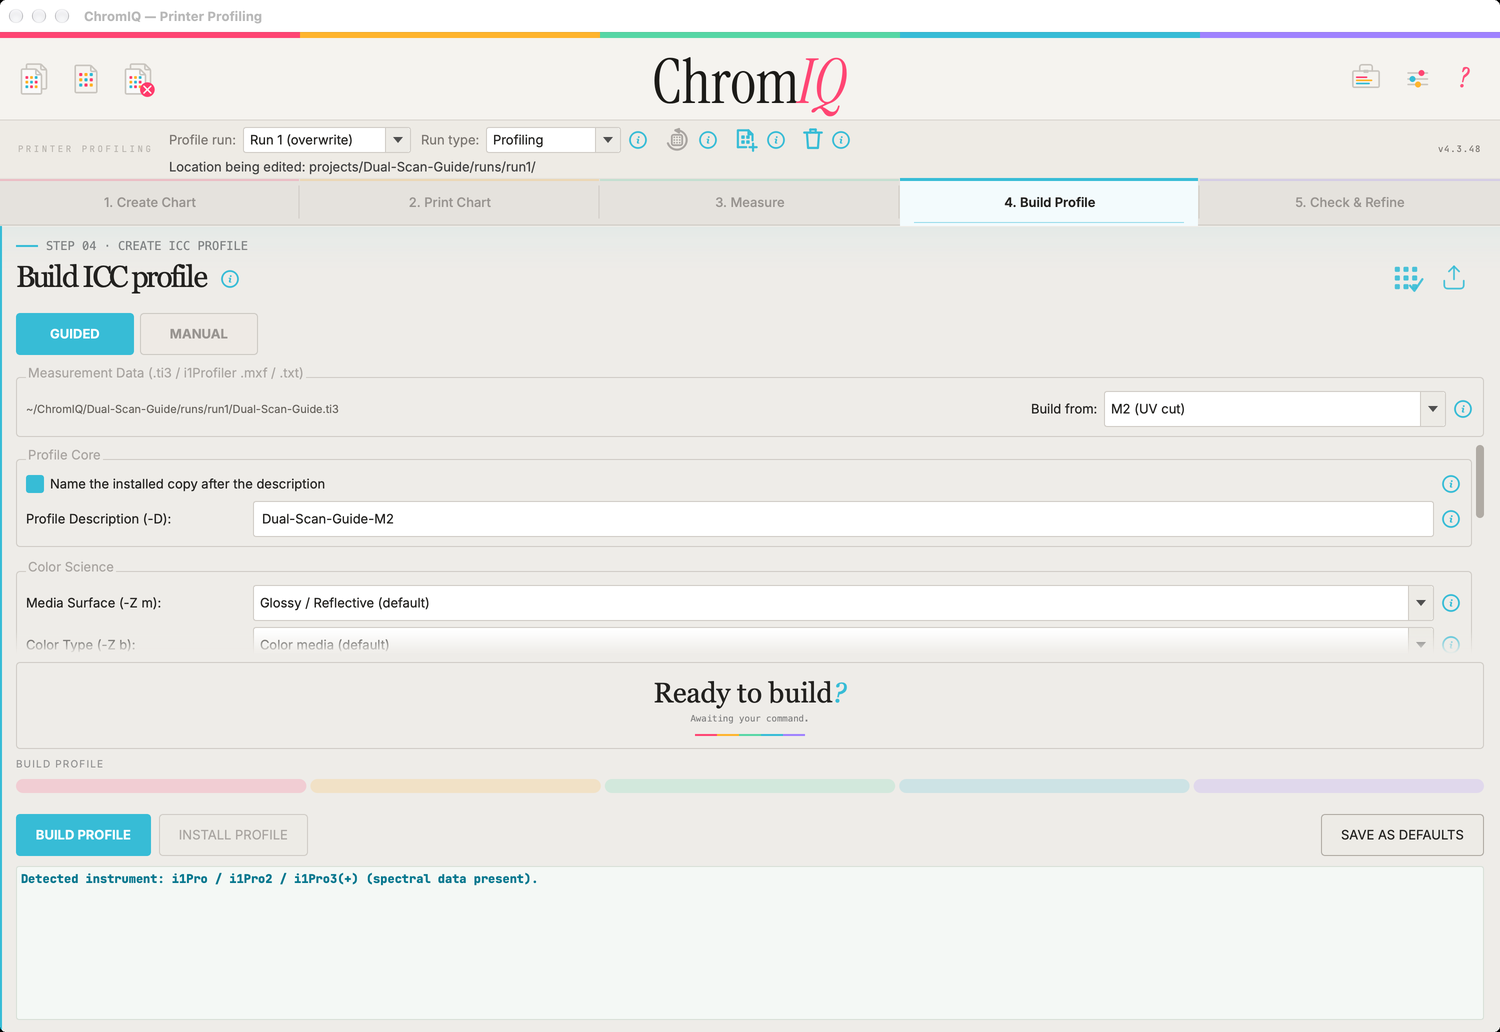 ChromIQ — Printer Profiling
ChromIQ
?
PRINTER PROFILING
Profile run: Run 1 (overwrite) Run type: Profiling
Location being edited: projects/Dual-Scan-Guide/runs/run1/
v4.3.48
1. Create Chart 2. Print Chart 3. Measure 4. Build Profile 5. Check & Refine
STEP 04 · CREATE ICC PROFILE
Build ICC profile i
GUIDED MANUAL
Measurement Data (.ti3 / i1Profiler .mxf / .txt)
~/ChromIQ/Dual-Scan-Guide/runs/run1/Dual-Scan-Guide.ti3 Build from: M2 (UV cut)
Profile Core
Name the installed copy after the description
Profile Description (-D): Dual-Scan-Guide-M2
Color Science
Media Surface (-Z m): Glossy / Reflective (default)
Color Type (-Z b): Color media (default)
Ready to build?
Awaiting your command.
BUILD PROFILE
BUILD PROFILE INSTALL PROFILE SAVE AS DEFAULTS
Detected instrument: i1Pro / i1Pro2 / i1Pro3(+) (spectral data present).